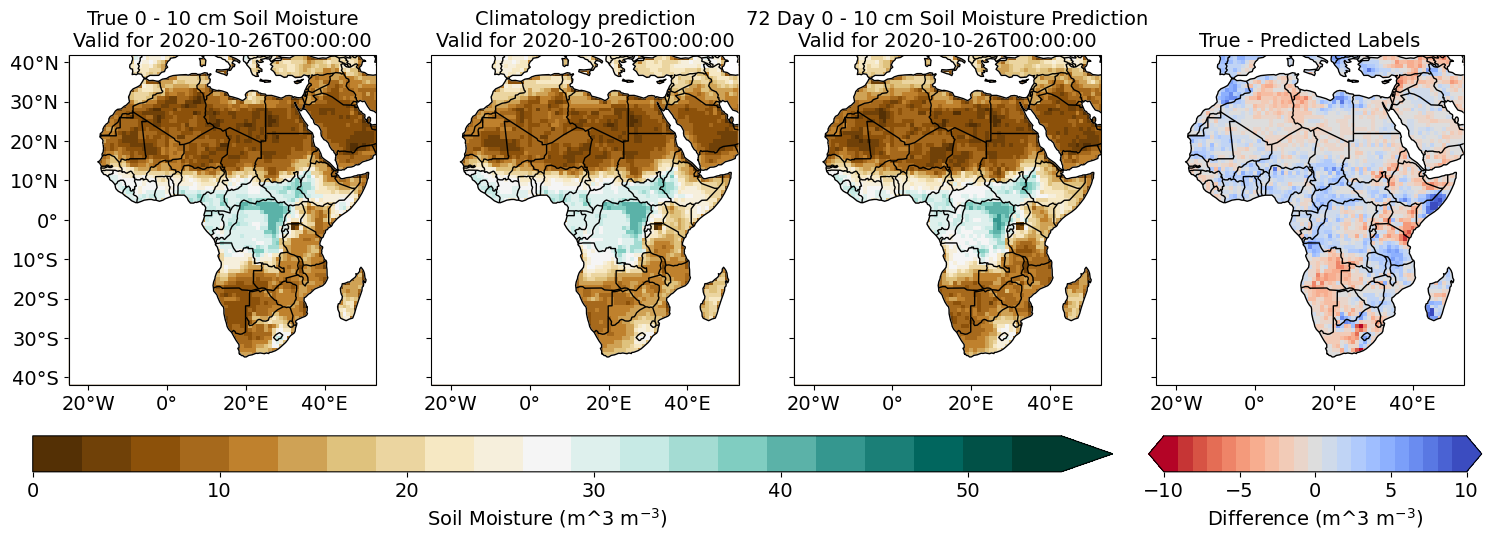 True 0 - 10 cm Soil Moisture
Valid for 2020-10-26T00:00:00
Climatology prediction
Valid for 2020-10-26T00:00:00
72 Day 0 - 10 cm Soil Moisture Prediction
Valid for 2020-10-26T00:00:00
True - Predicted Labels
40°N
30°N
20°N
10°N
0°
10°S
20°S
30°S
40°S
20°W 0° 20°E 40°E
20°W 0° 20°E 40°E
20°W 0° 20°E 40°E
20°W 0° 20°E 40°E
0 10 20 30 40 50
Soil Moisture (m^3 m⁻³)
−10 −5 0 5 10
Difference (m^3 m⁻³)